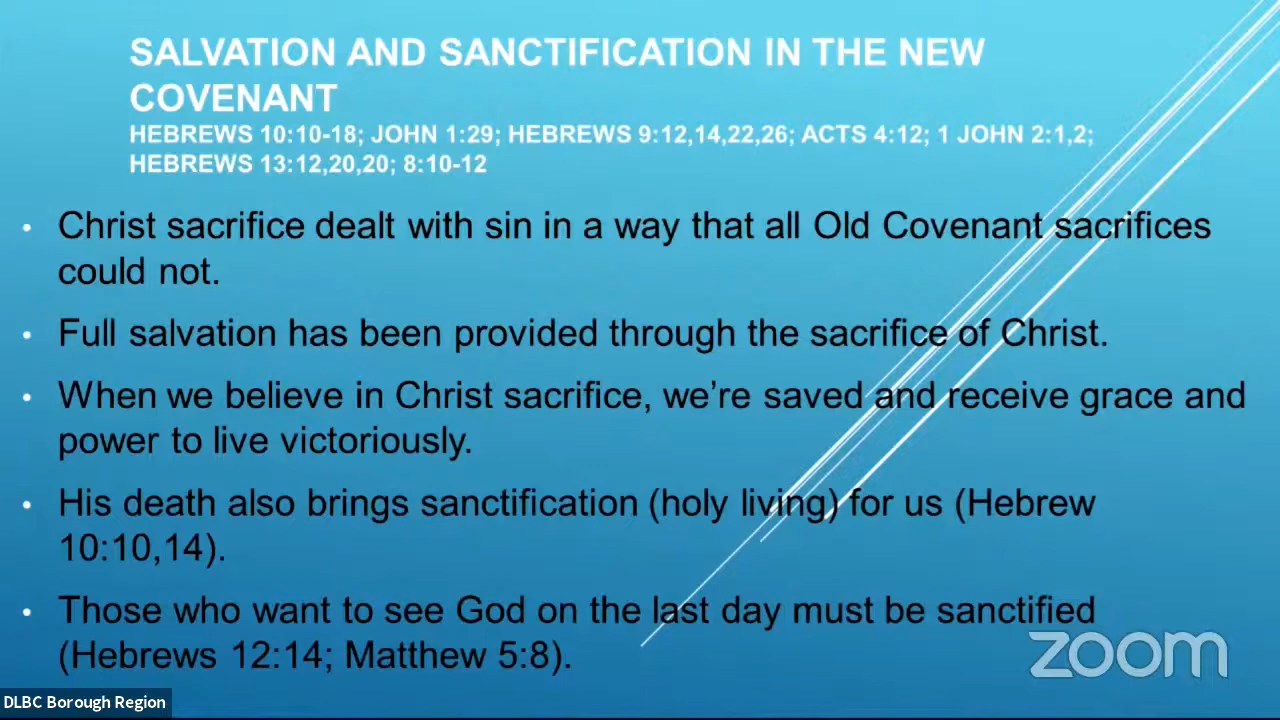 SALVATION AND SANCTIFICATION IN THE NEW
COVENANT
HEBREWS 10:10-18; JOHN 1:29; HEBREWS 9:12,14,22,26; ACTS 4:12; 1 JOHN 2:1,2;
HEBREWS 13:12,20,20; 8:10-12
• Christ sacrifice dealt with sin in a way that all Old Covenant sacrifices
could not.
• Full salvation has been provided through the sacrifice of Christ.
• When we believe in Christ sacrifice, we’re saved and receive grace and
power to live victoriously.
• His death also brings sanctification (holy living) for us (Hebrew
10:10,14).
• Those who want to see God on the last day must be sanctified
(Hebrews 12:14; Matthew 5:8).
zoom
DLBC Borough Region